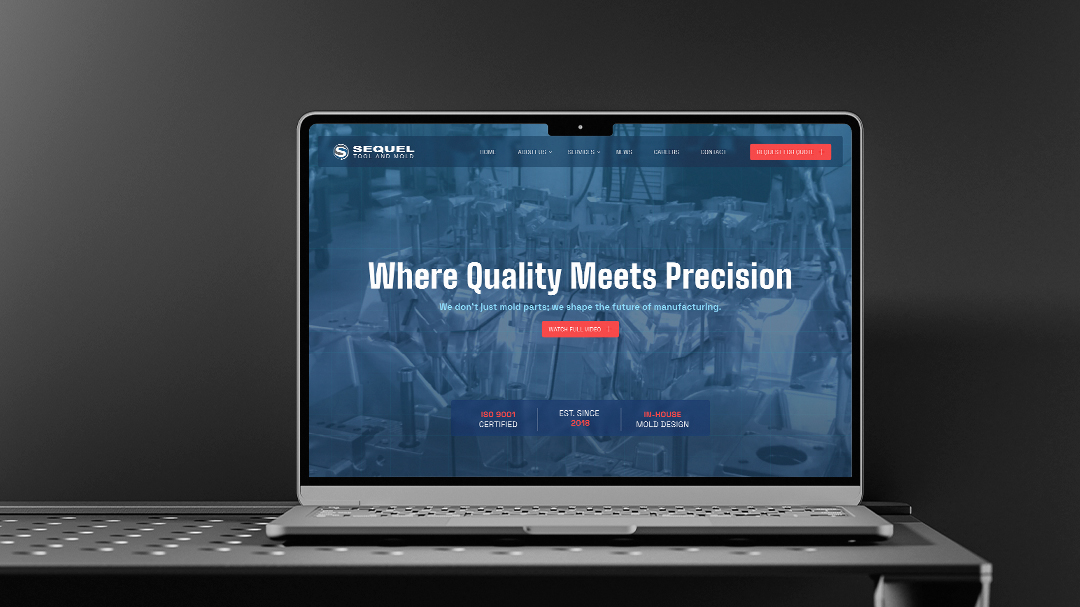 SEQUEL
TOOL AND MOLD
HOME
ABOUT US
SERVICES
NEWS
CAREERS
CONTACT
REQUEST FOR QUOTE
Where Quality Meets Precision
We don't just mold parts; we shape the future of manufacturing.
WATCH FULL VIDEO
ISO 9001
CERTIFIED
EST. SINCE
2018
IN-HOUSE
MOLD DESIGN